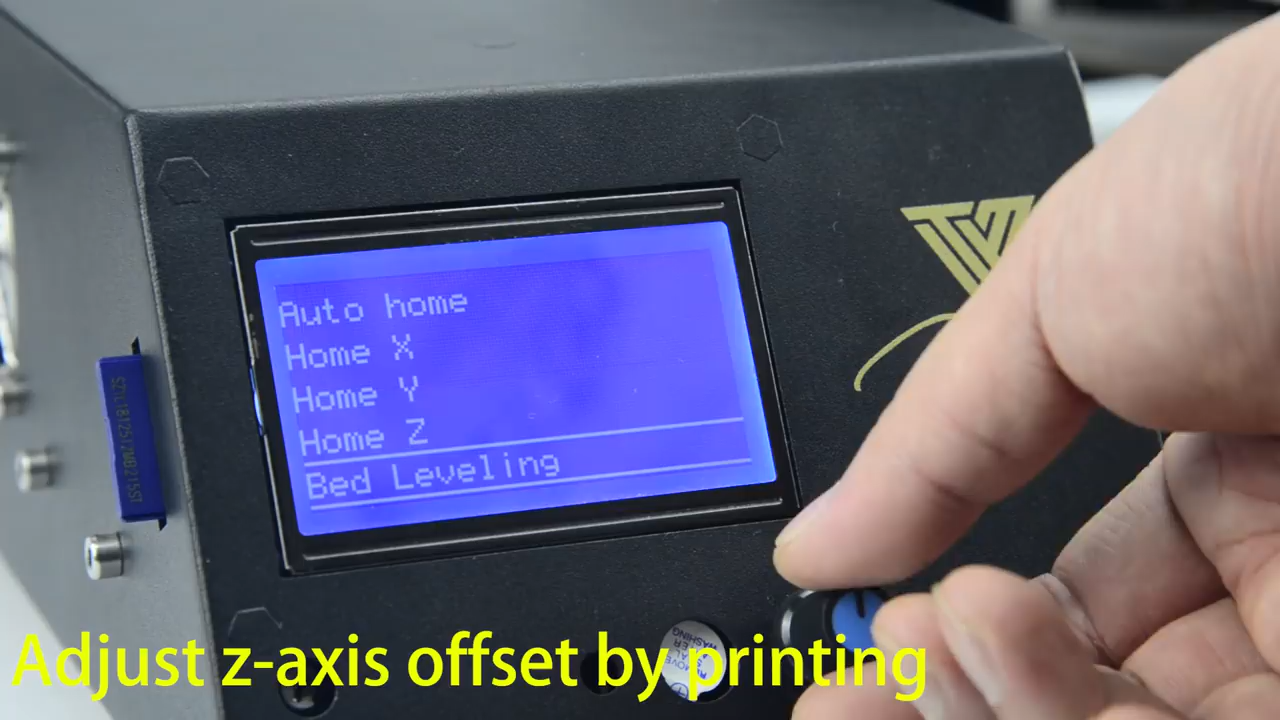 Auto home
Home X
Home Y
Home Z
Bed Leveling
Adjust z-axis offset by printing